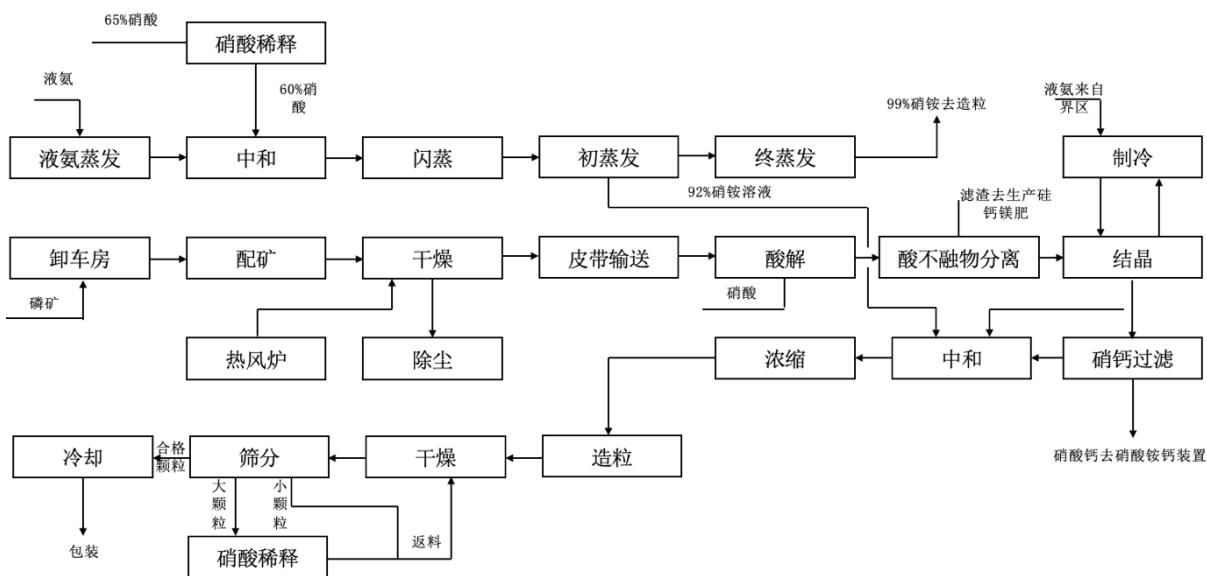 65%硝酸
硝酸稀释
液氨
60%硝
酸
99%硝铵去造粒
液氨来自
界区
液氨蒸发
中和
闪蒸
初蒸发
终蒸发
制冷
92%硝铵溶液
滤渣去生产硅
钙镁肥
卸车房
配矿
干燥
皮带输送
酸解
酸不融物分离
结晶
磷矿
硝酸
热风炉
除尘
浓缩
中和
硝钙过滤
硝酸钙去硝酸铵钙装置
冷却
合格
颗粒
筛分
干燥
造粒
大
颗
粒
小
颗
粒
包装
硝酸稀释
返料